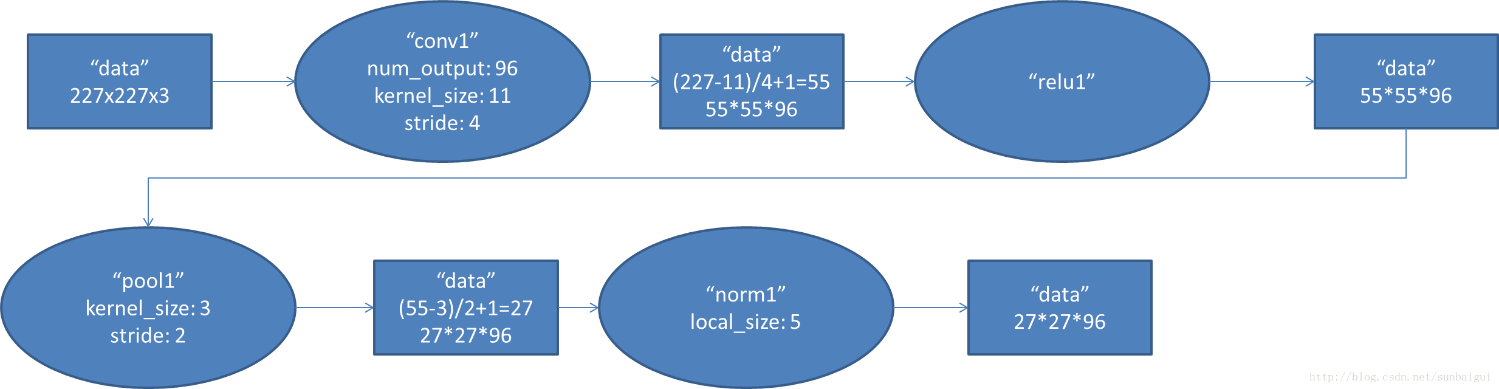 “data”
227x227x3
“conv1”
num_output: 96
kernel_size: 11
stride: 4
“data”
(227-11)/4+1=55
55*55*96
“relu1”
“data”
55*55*96
“pool1”
kernel_size: 3
stride: 2
“data”
(55-3)/2+1=27
27*27*96
“norm1”
local_size: 5
“data”
27*27*96
http://blog.csdn.net/sunbaigui